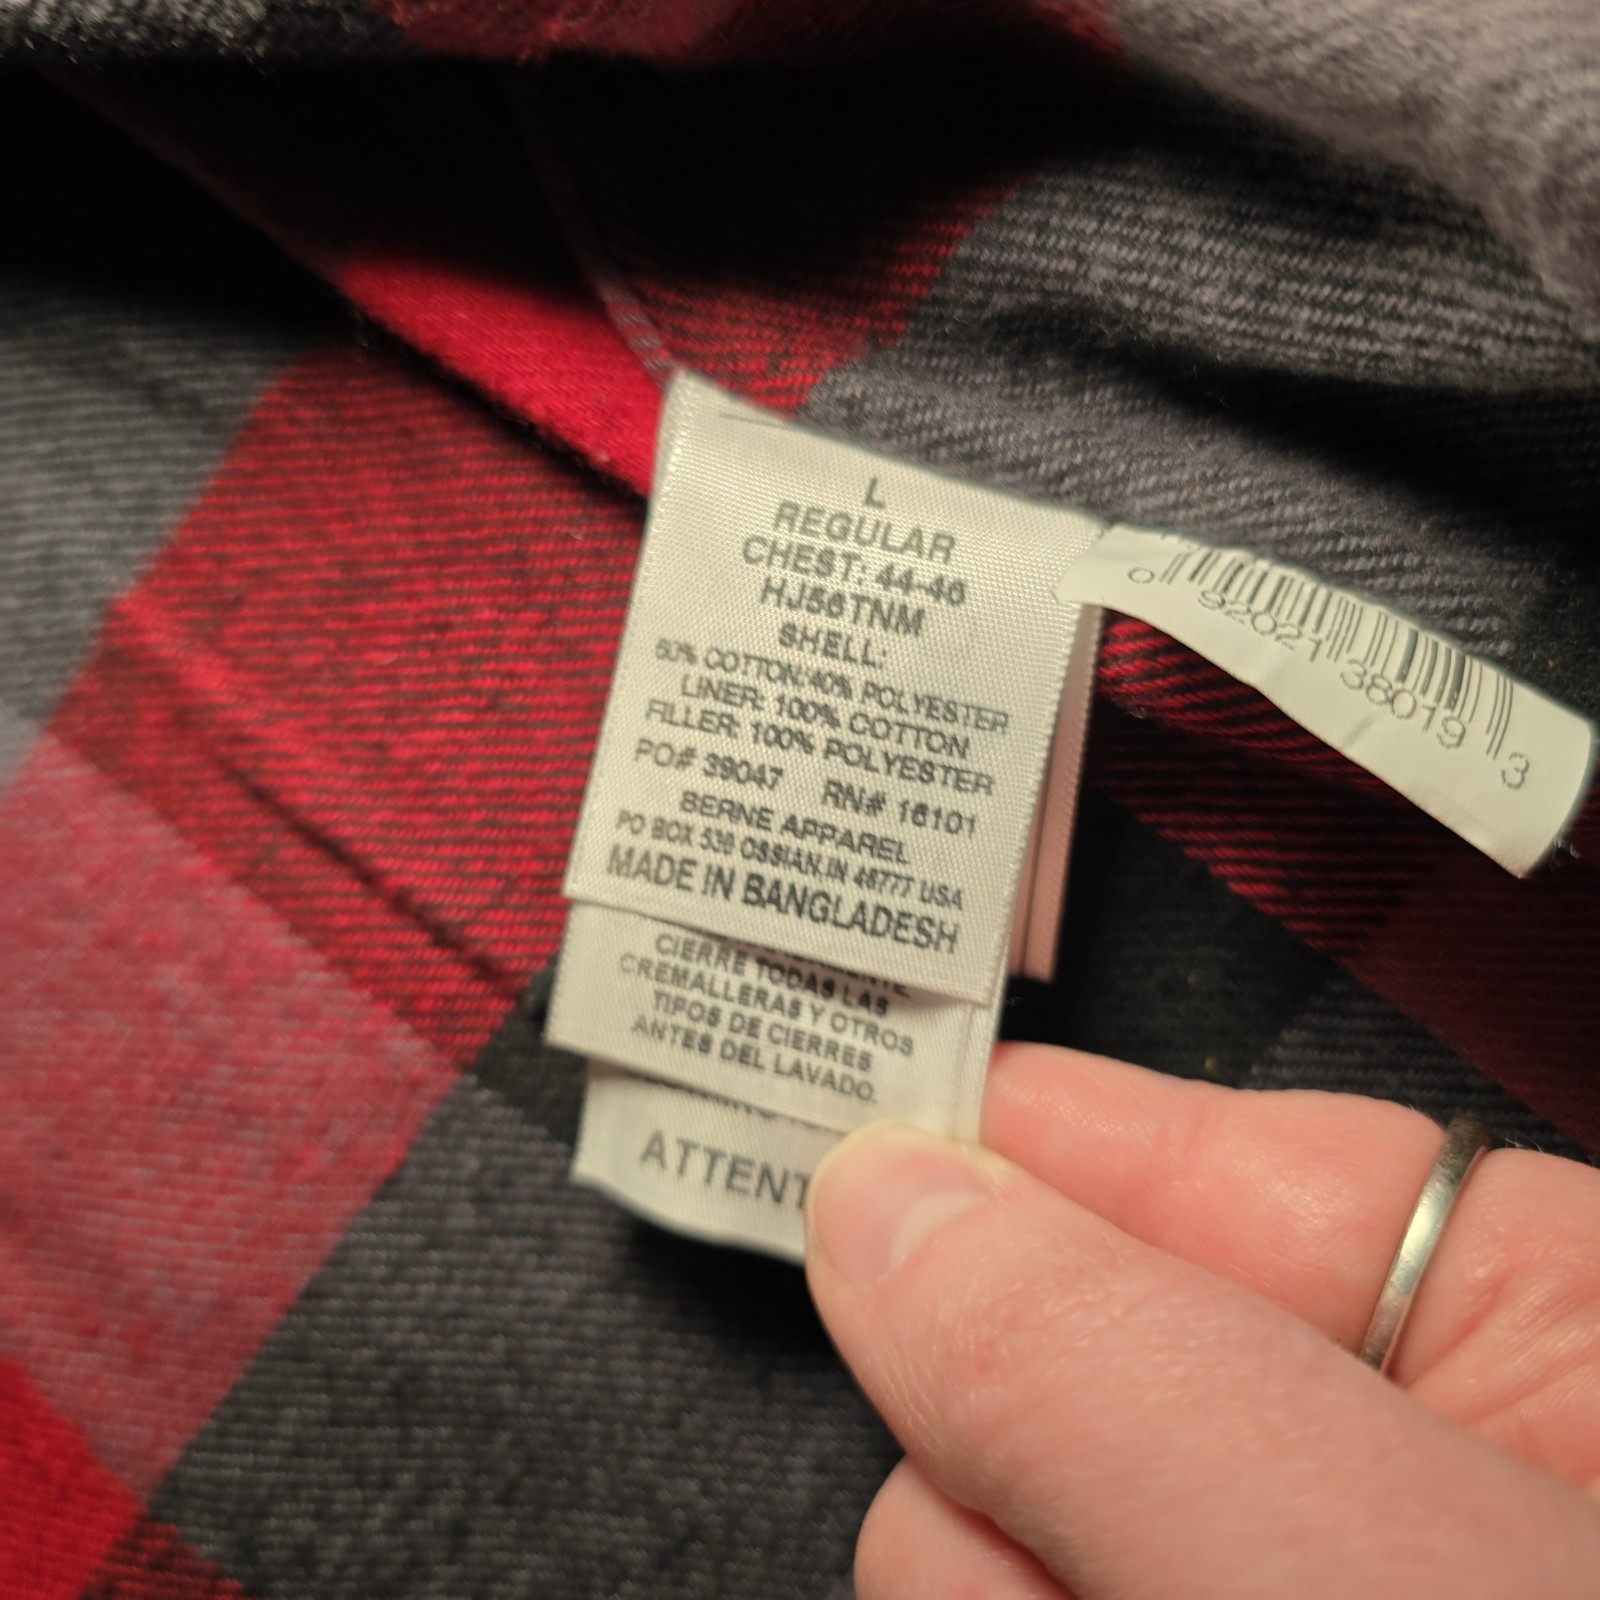 L
REGULAR
CHEST: 44-46
HJ56TNM
SHELL:
60% COTTON/40% POLYESTER
LINER: 100% COTTON
FILLER: 100% POLYESTER
PO# 39047 RN# 16101
BERNE APPAREL
PO BOX 530 OSSIAN,IN 46777 USA
MADE IN BANGLADESH
CIERRE TODAS LAS
CREMALLERAS Y OTROS
TIPOS DE CIERRES
ANTES DEL LAVADO.
ATTENT
0 92021 38019 3